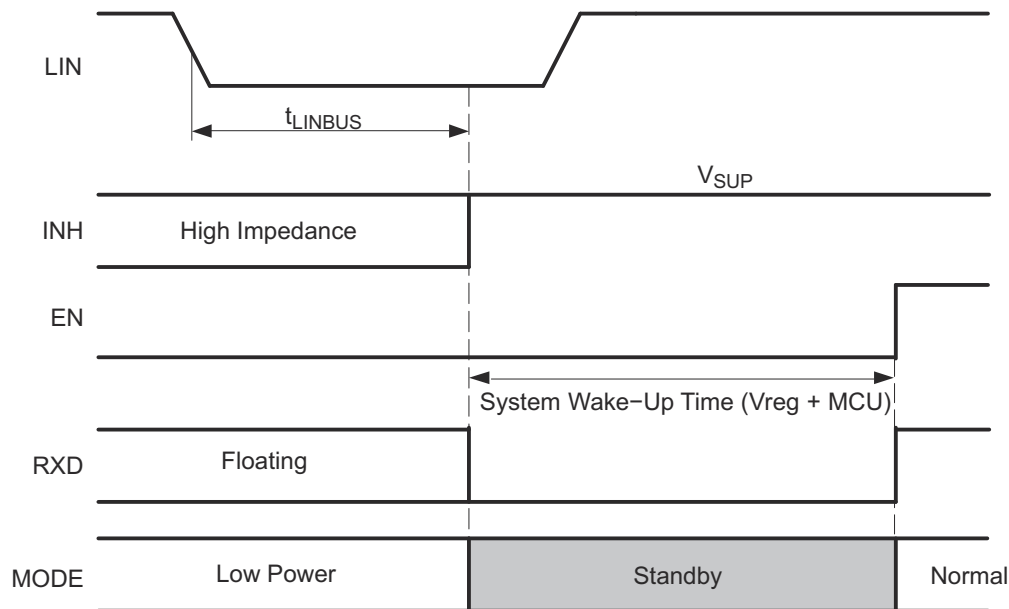 LIN
tLINBUS
VSUP
INH
High Impedance
EN
System Wake−Up Time (Vreg + MCU)
RXD
Floating
MODE
Low Power
Standby
Normal